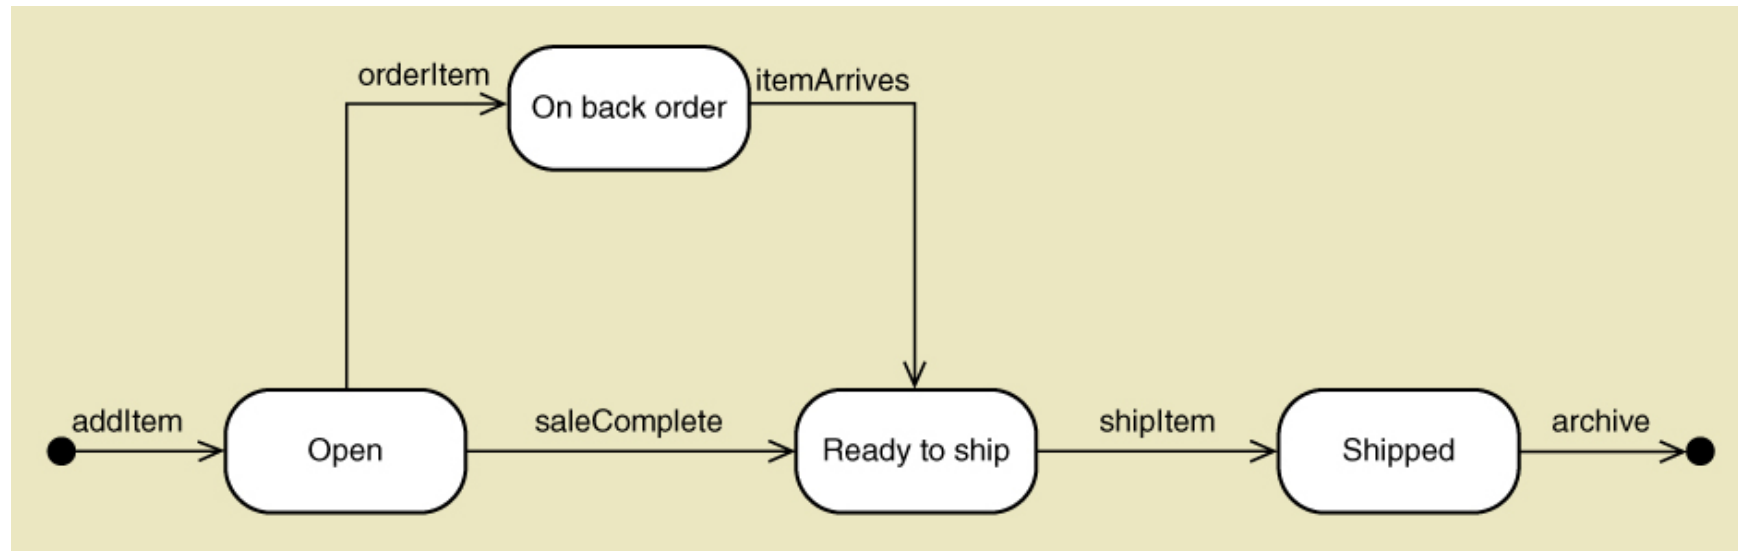 orderItem
On back order
itemArrives
addItem
Open
saleComplete
Ready to ship
shipItem
Shipped
archive